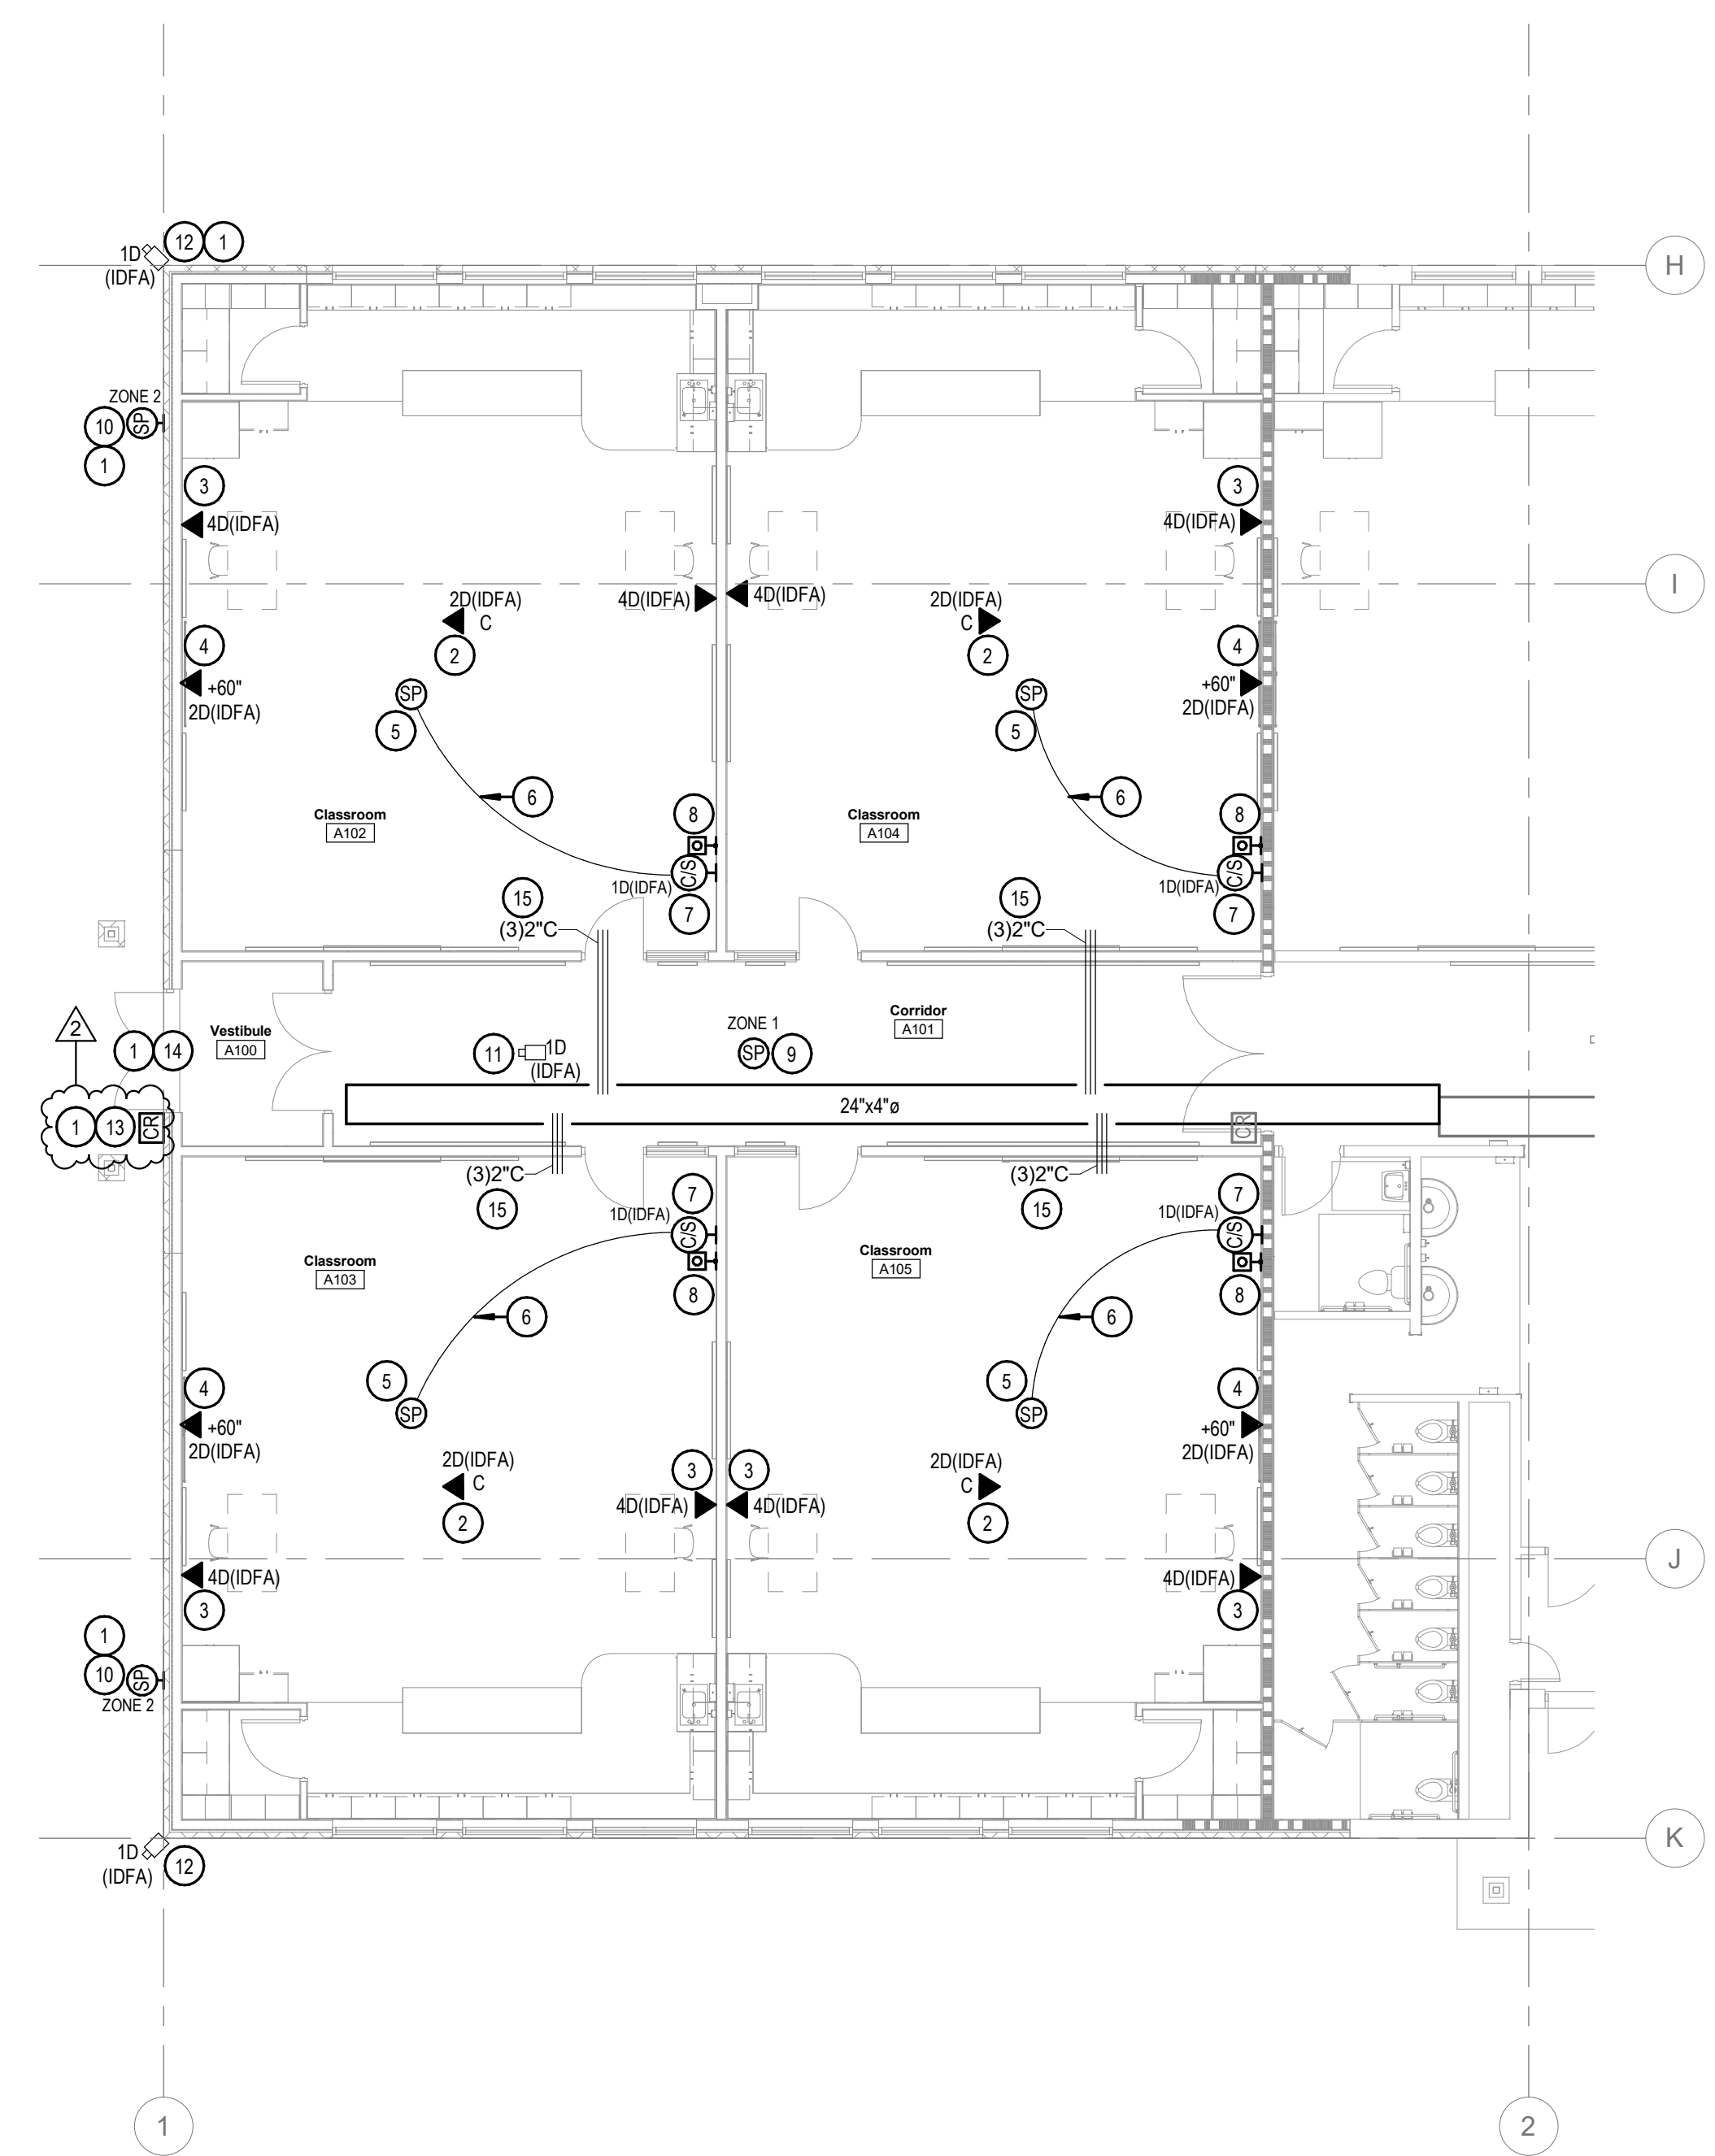 12 1
1D
(IDFA)
H
ZONE 2
10 SP
1
3
4D(IDFA)
3
4D(IDFA)
I
2D(IDFA)
C
2
4D(IDFA)
4D(IDFA)
2D(IDFA)
C
2
4
+60"
2D(IDFA)
4
+60"
2D(IDFA)
SP
5
6
SP
5
6
Classroom
A102
8
C/S
1D(IDFA)
7
Classroom
A104
8
C/S
1D(IDFA)
7
15
(3)2"C
15
(3)2"C
2
1 14
Vestibule
A100
11 1D
(IDFA)
ZONE 1
SP 9
Corridor
A101
1 13 CR
24"x4"ø
CR
(3)2"C
15
(3)2"C
15
7
1D(IDFA)
C/S
8
7
1D(IDFA)
C/S
8
Classroom
A103
Classroom
A105
6
5
SP
6
5
SP
4
+60"
2D(IDFA)
4
+60"
2D(IDFA)
2D(IDFA)
C
2
3
4D(IDFA)
3
4D(IDFA)
2D(IDFA)
C
2
J
4D(IDFA)
3
4D(IDFA)
3
1
10 SP
ZONE 2
K
1D
(IDFA)
12
1
2